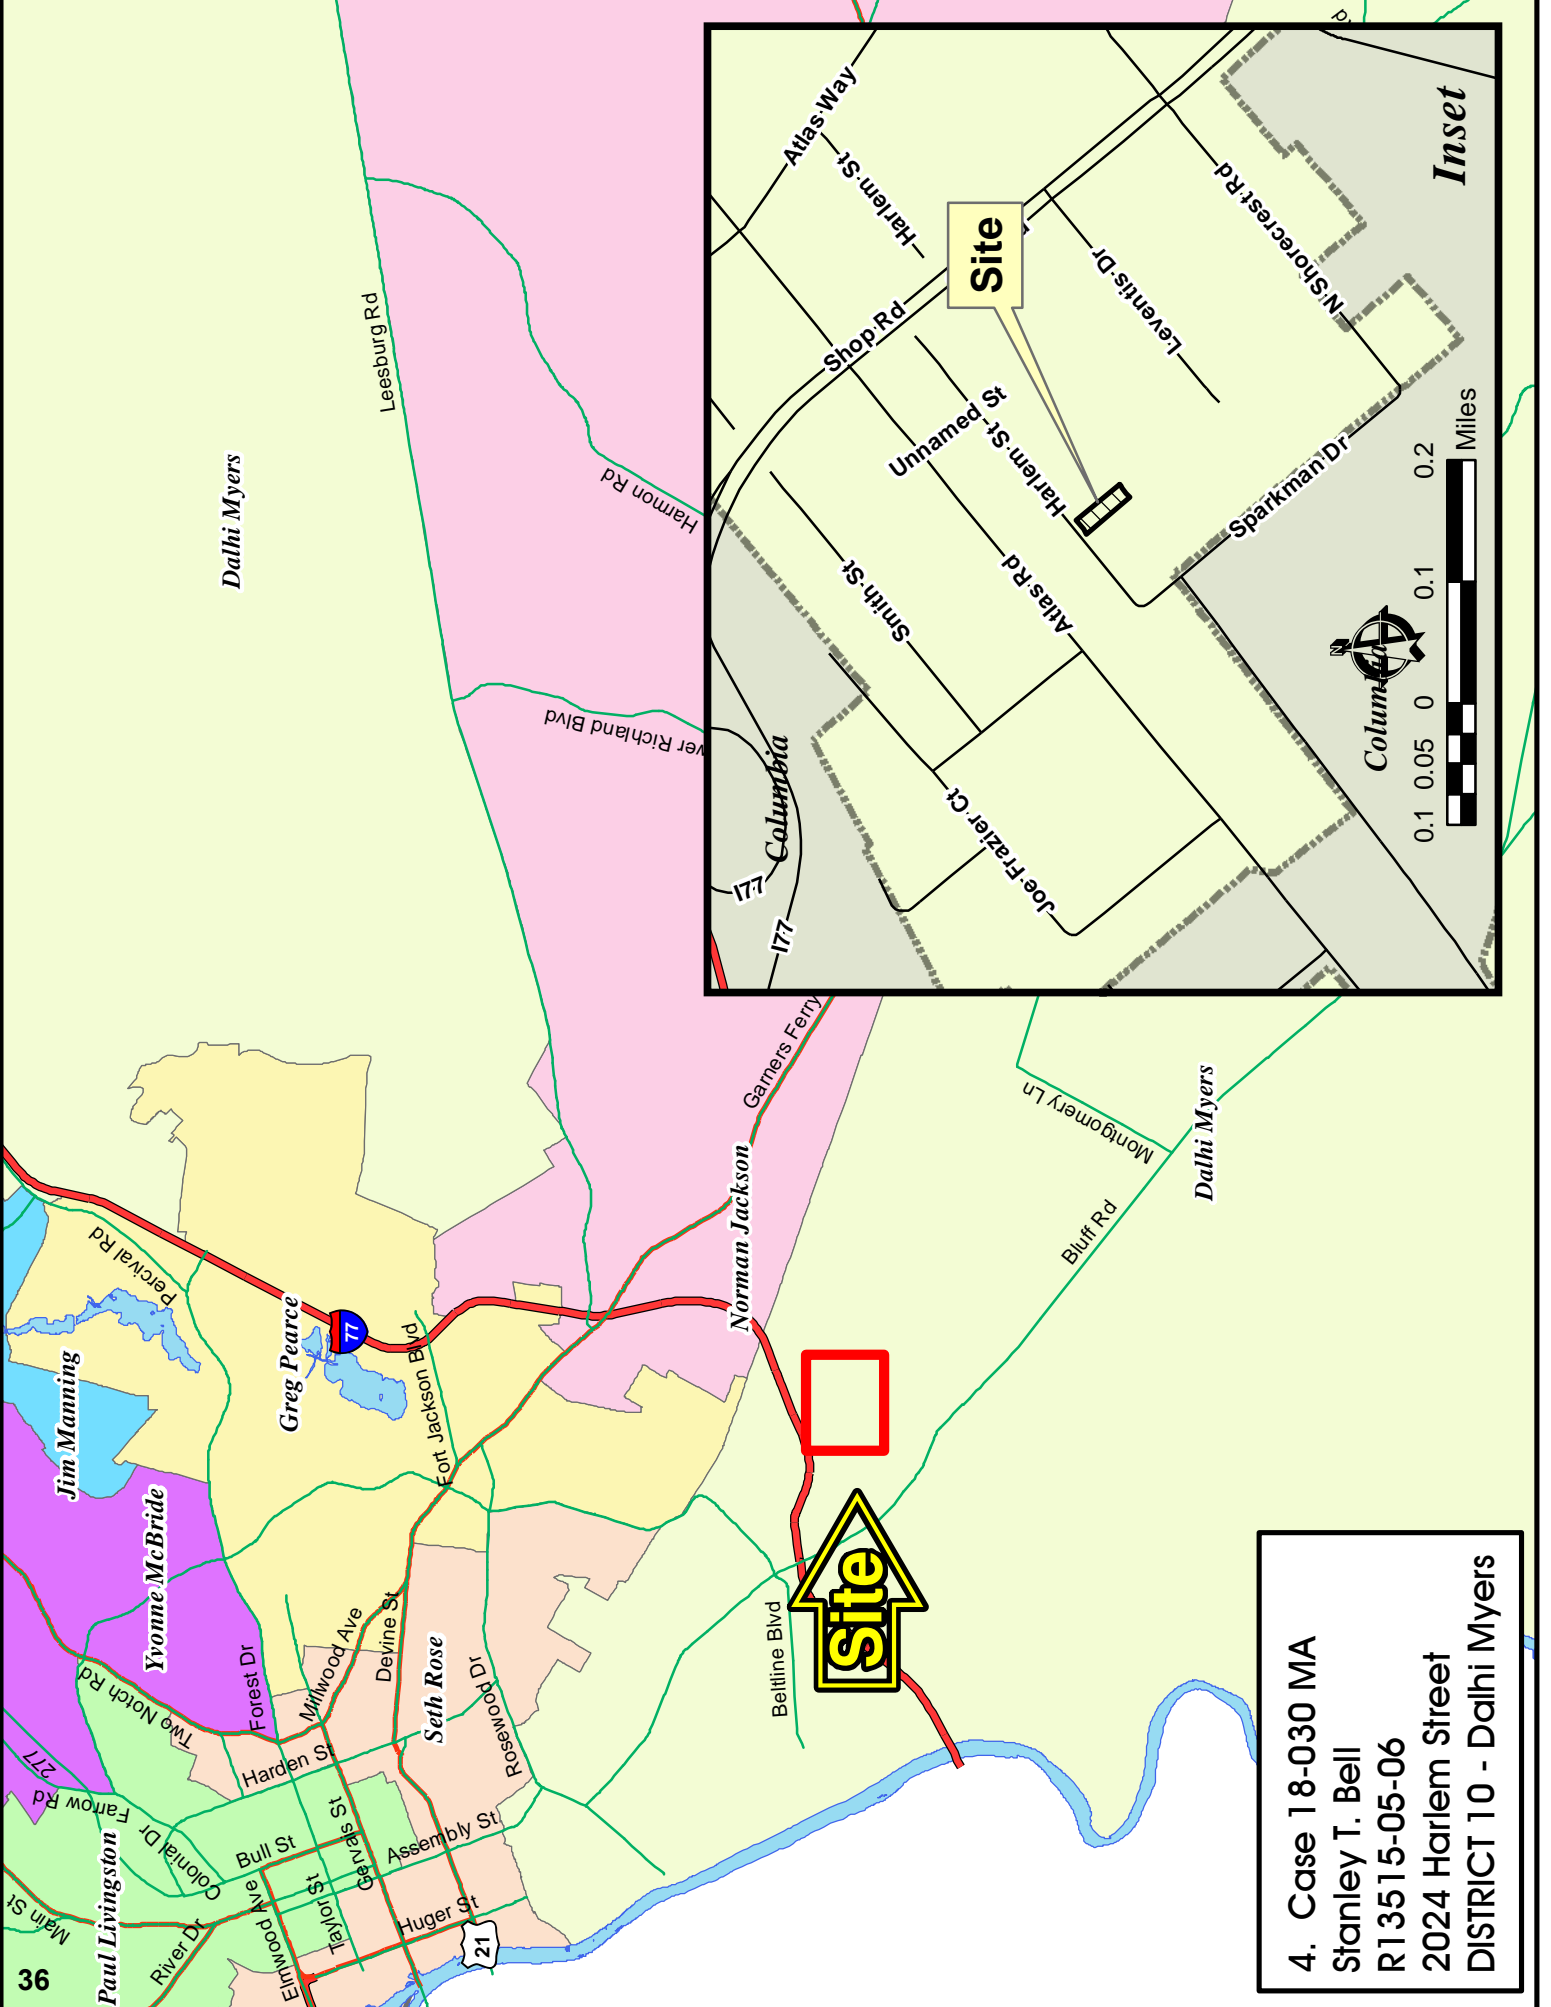 36
Main St
Paul Livingston
River Dr
Elmwood Ave
Taylor St
Bull St
Colonial Dr
Farrow Rd
277
Two Notch Rd
Gervais St
Huger St
21
Assembly St
Harden St
Forest Dr
Millwood Ave
Devine St
Seth Rose
Rosewood Dr
Yvonne McBride
Jim Manning
Greg Pearce
Percival Rd
77
Fort Jackson Blvd
Beltline Blvd
Site
Norman Jackson
Garners Ferry
Bluff Rd
Montgomery Ln
Dalhi Myers
Dalhi Myers
Leesburg Rd
Harmon Rd
wer Richland Blvd
4. Case 18-030 MA
Stanley T. Bell
R13515-05-06
2024 Harlem Street
DISTRICT 10 - Dalhi Myers
I77
I77
Columbia
Joe Frazier Ct
Smith St
Atlas Rd
Unnamed St
Harlem St
Shop Rd
Harlem St
Atlas Way
Site
Leventis Dr
N Shorecrest Rd
Sparkman Dr
Rd
Columbia
N
0.1 0.05 0 0.1 0.2
Miles
Inset